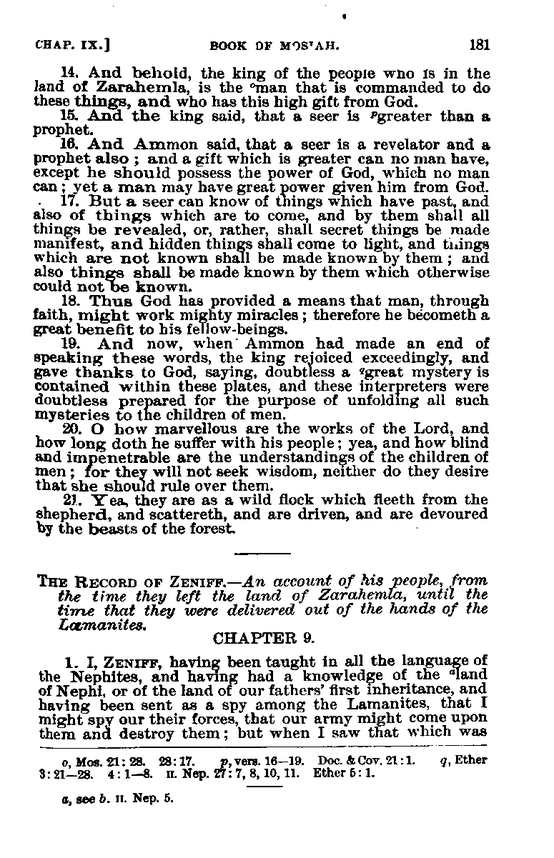 CHAP. IX.] BOOK OF MOSIAH. 181
14. And behold, the king of the people who is in the
land of Zarahemla, is the °man that is commanded to do
these things, and who has this high gift from God.
15. And the king said, that a seer is ᵖgreater than a
prophet.
16. And Ammon said, that a seer is a revelator and a
prophet also; and a gift which is greater can no man have,
except he should possess the power of God, which no man
can; yet a man may have great power given him from God.
17. But a seer can know of things which have past, and
also of things which are to come, and by them shall all
things be revealed, or, rather, shall secret things be made
manifest, and hidden things shall come to light, and things
which are not known shall be made known by them; and
also things shall be made known by them which otherwise
could not be known.
18. Thus God has provided a means that man, through
faith, might work mighty miracles; therefore he becometh a
great benefit to his fellow-beings.
19. And now, when Ammon had made an end of
speaking these words, the king rejoiced exceedingly, and
gave thanks to God, saying, doubtless a ᑫgreat mystery is
contained within these plates, and these interpreters were
doubtless prepared for the purpose of unfolding all such
mysteries to the children of men.
20. O how marvellous are the works of the Lord, and
how long doth he suffer with his people; yea, and how blind
and impenetrable are the understandings of the children of
men; for they will not seek wisdom, neither do they desire
that she should rule over them.
21. Yea, they are as a wild flock which fleeth from the
shepherd, and scattereth, and are driven, and are devoured
by the beasts of the forest.
THE RECORD OF ZENIFF.—An account of his people, from
the time they left the land of Zarahemla, until the
time that they were delivered out of the hands of the
Lamanites.
CHAPTER 9.
1. I, ZENIFF, having been taught in all the language of
the Nephites, and having had a knowledge of the ᵃland
of Nephi, or of the land of our fathers' first inheritance, and
having been sent as a spy among the Lamanites, that I
might spy our their forces, that our army might come upon
them and destroy them; but when I saw that which was
o, Mos. 21:28. 28:17. p, vers. 16—19. Doc. & Cov. 21:1. q, Ether
3:21—28. 4:1—8. II. Nep. 27:7, 8, 10, 11. Ether 5:1.
a, see b. II. Nep. 5.